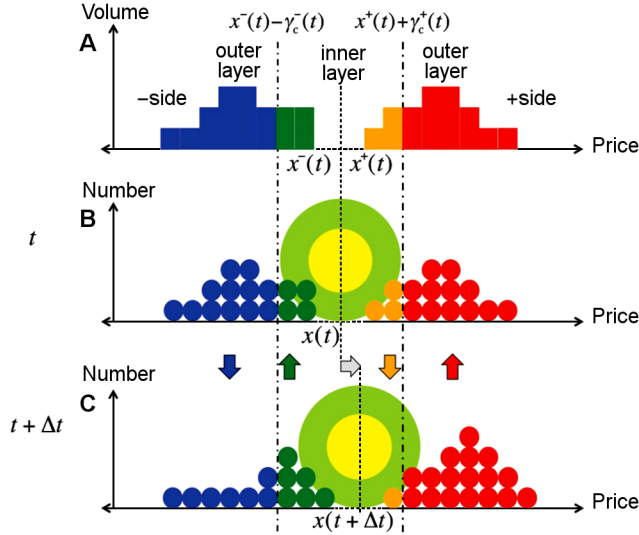 Volume
x⁻(t)−γc⁻(t)
x⁺(t)+γc⁺(t)
A
outer
layer
inner
layer
outer
layer
−side
+side
x⁻(t)
x⁺(t)
Price
Number
B
t
x(t)
Price
Number
C
t + Δt
x(t + Δt)
Price